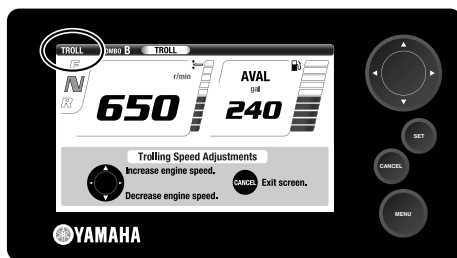 TROLL COMBO B TROLL
F
N
R
r/min
650
AVAL
gal
240
Trolling Speed Adjustments
Increase engine speed.
CANCEL Exit screen.
Decrease engine speed.
SET
CANCEL
MENU
YAMAHA